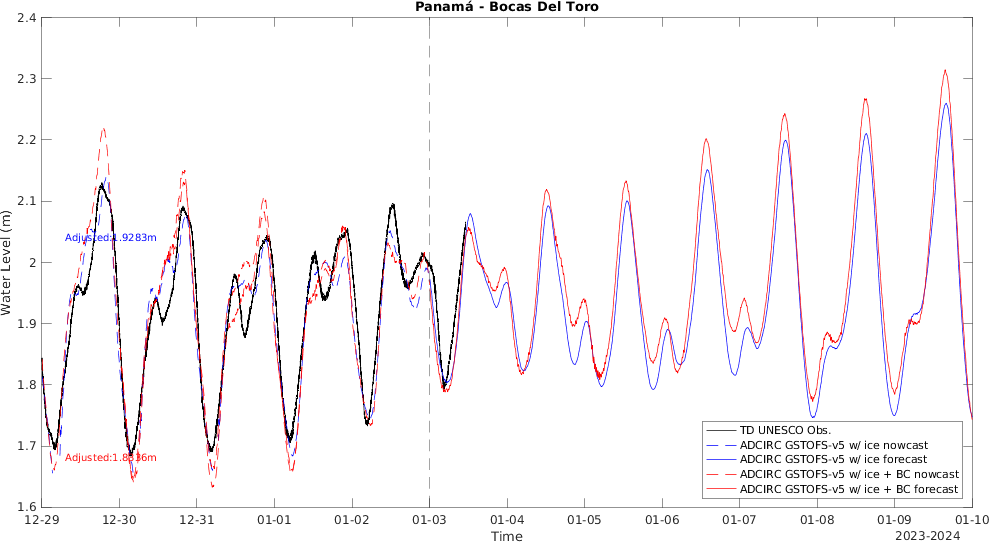 Panamá - Bocas Del Toro
2.4
2.3
2.2
2.1
2
1.9
1.8
1.7
1.6
Water Level (m)
Adjusted:1.9283m
Adjusted:1.8336m
TD UNESCO Obs.
ADCIRC GSTOFS-v5 w/ ice nowcast
ADCIRC GSTOFS-v5 w/ ice forecast
ADCIRC GSTOFS-v5 w/ ice + BC nowcast
ADCIRC GSTOFS-v5 w/ ice + BC forecast
12-29 12-30 12-31 01-01 01-02 01-03 01-04 01-05 01-06 01-07 01-08 01-09 01-10
Time
2023-2024